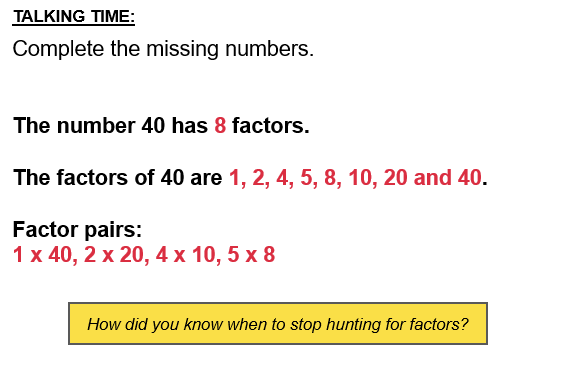 TALKING TIME:
Complete the missing numbers.
The number 40 has 8 factors.
The factors of 40 are 1, 2, 4, 5, 8, 10, 20 and 40.
Factor pairs:
1 x 40, 2 x 20, 4 x 10, 5 x 8
How did you know when to stop hunting for factors?